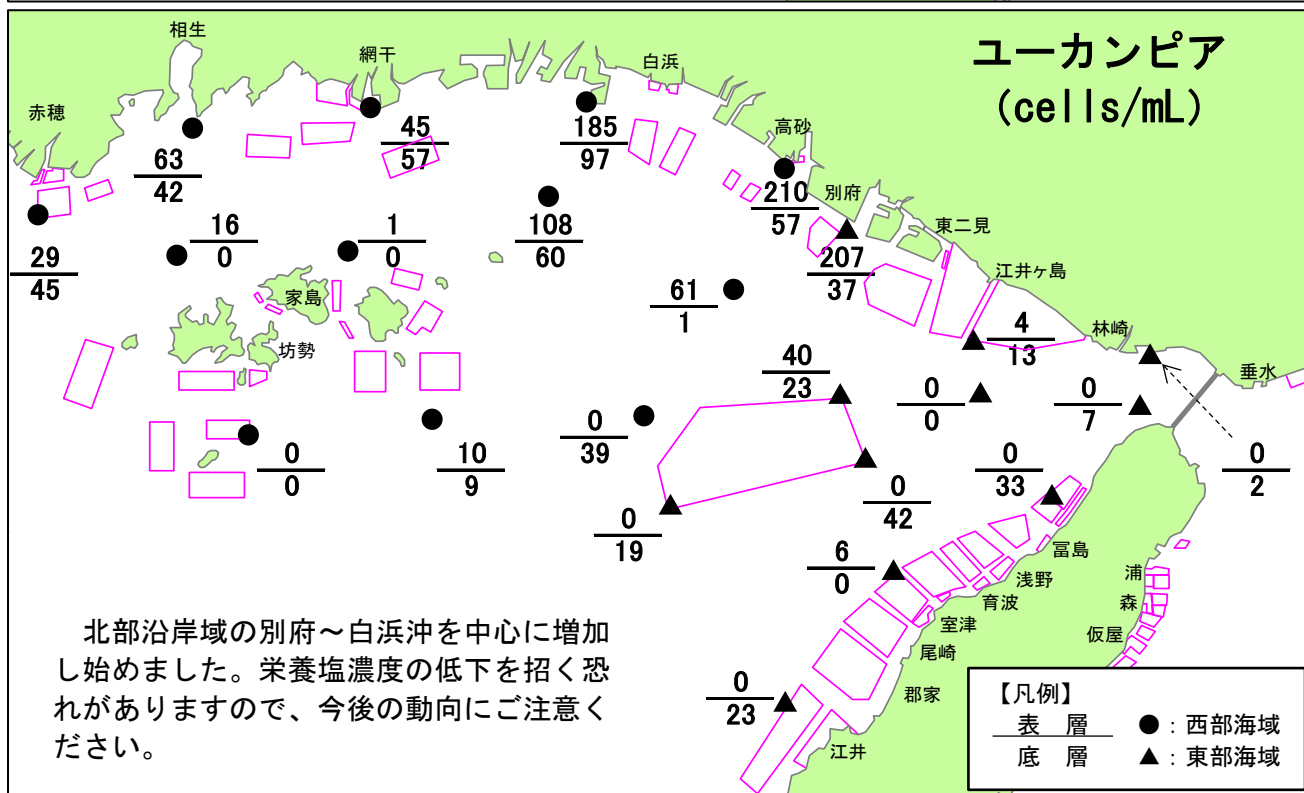 ユーカンピア
(cells/mL)
相生
網干
白浜
赤穂
高砂
別府
東二見
江井ヶ島
林崎
垂水
家島
坊勢
45
57
185
97
63
42
210
57
29
45
16
0
1
0
108
60
207
37
61
1
4
13
40
23
0
0
0
7
0
2
0
39
0
0
10
9
0
33
0
42
0
19
6
0
0
23
富島
浅野
育波
室津
尾崎
郡家
江井
浦
森
仮屋
北部沿岸域の別府～白浜沖を中心に増加
し始めました。栄養塩濃度の低下を招く恐
れがありますので、今後の動向にご注意く
ださい。
【凡例】
表 層 ●：西部海域
底 層 ▲：東部海域